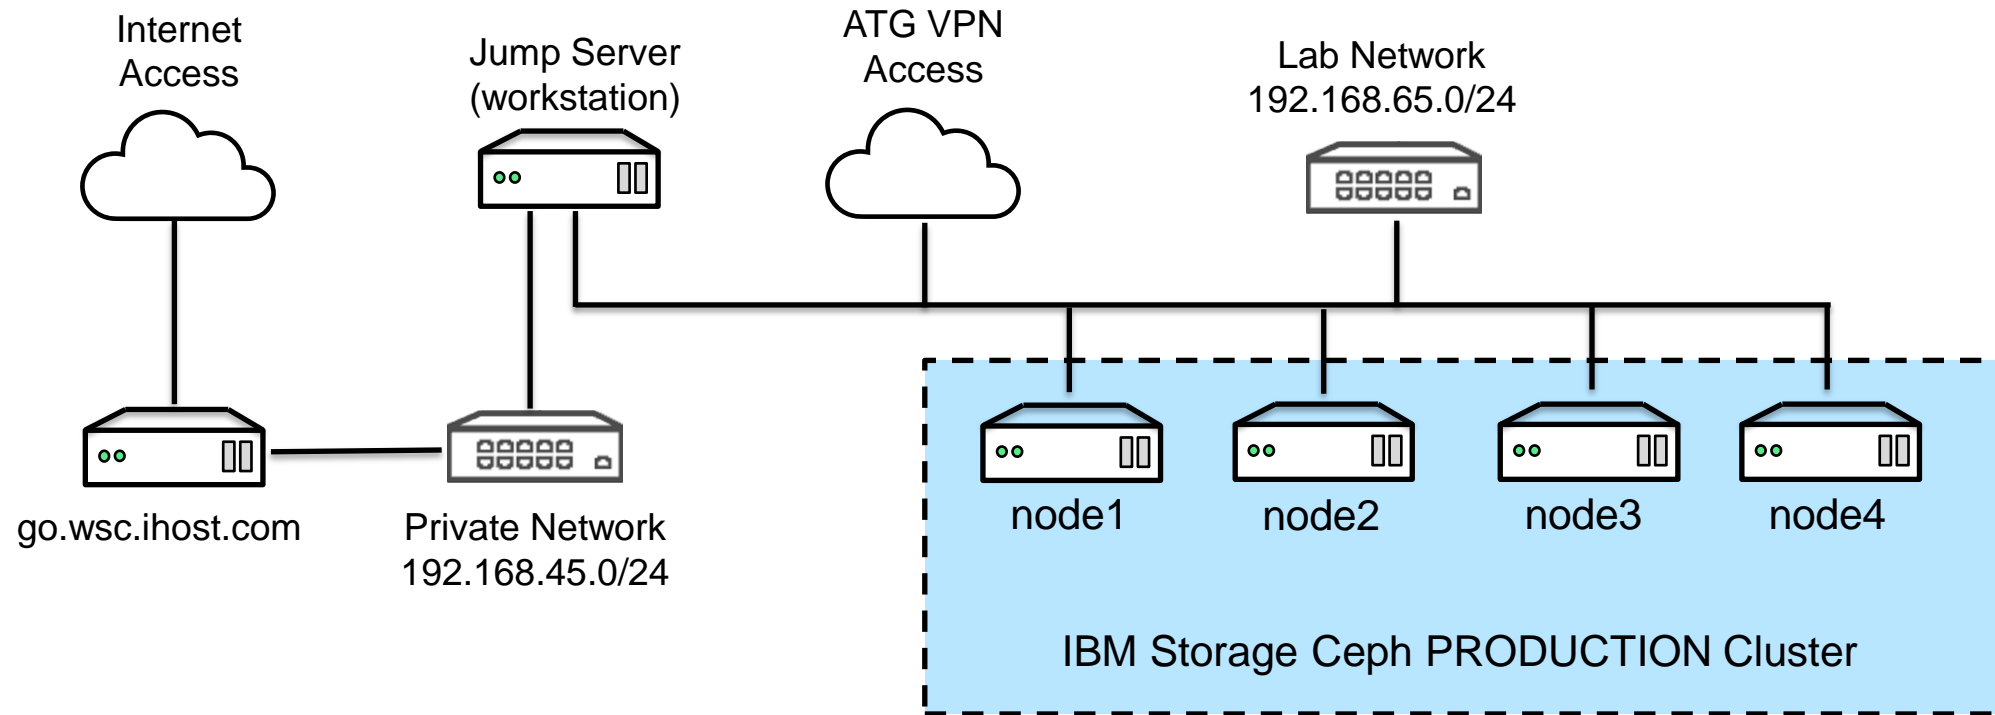 Internet
Access
Jump Server
(workstation)
ATG VPN
Access
Lab Network
192.168.65.0/24
go.wsc.ihost.com
Private Network
192.168.45.0/24
node1
node2
node3
node4
IBM Storage Ceph PRODUCTION Cluster